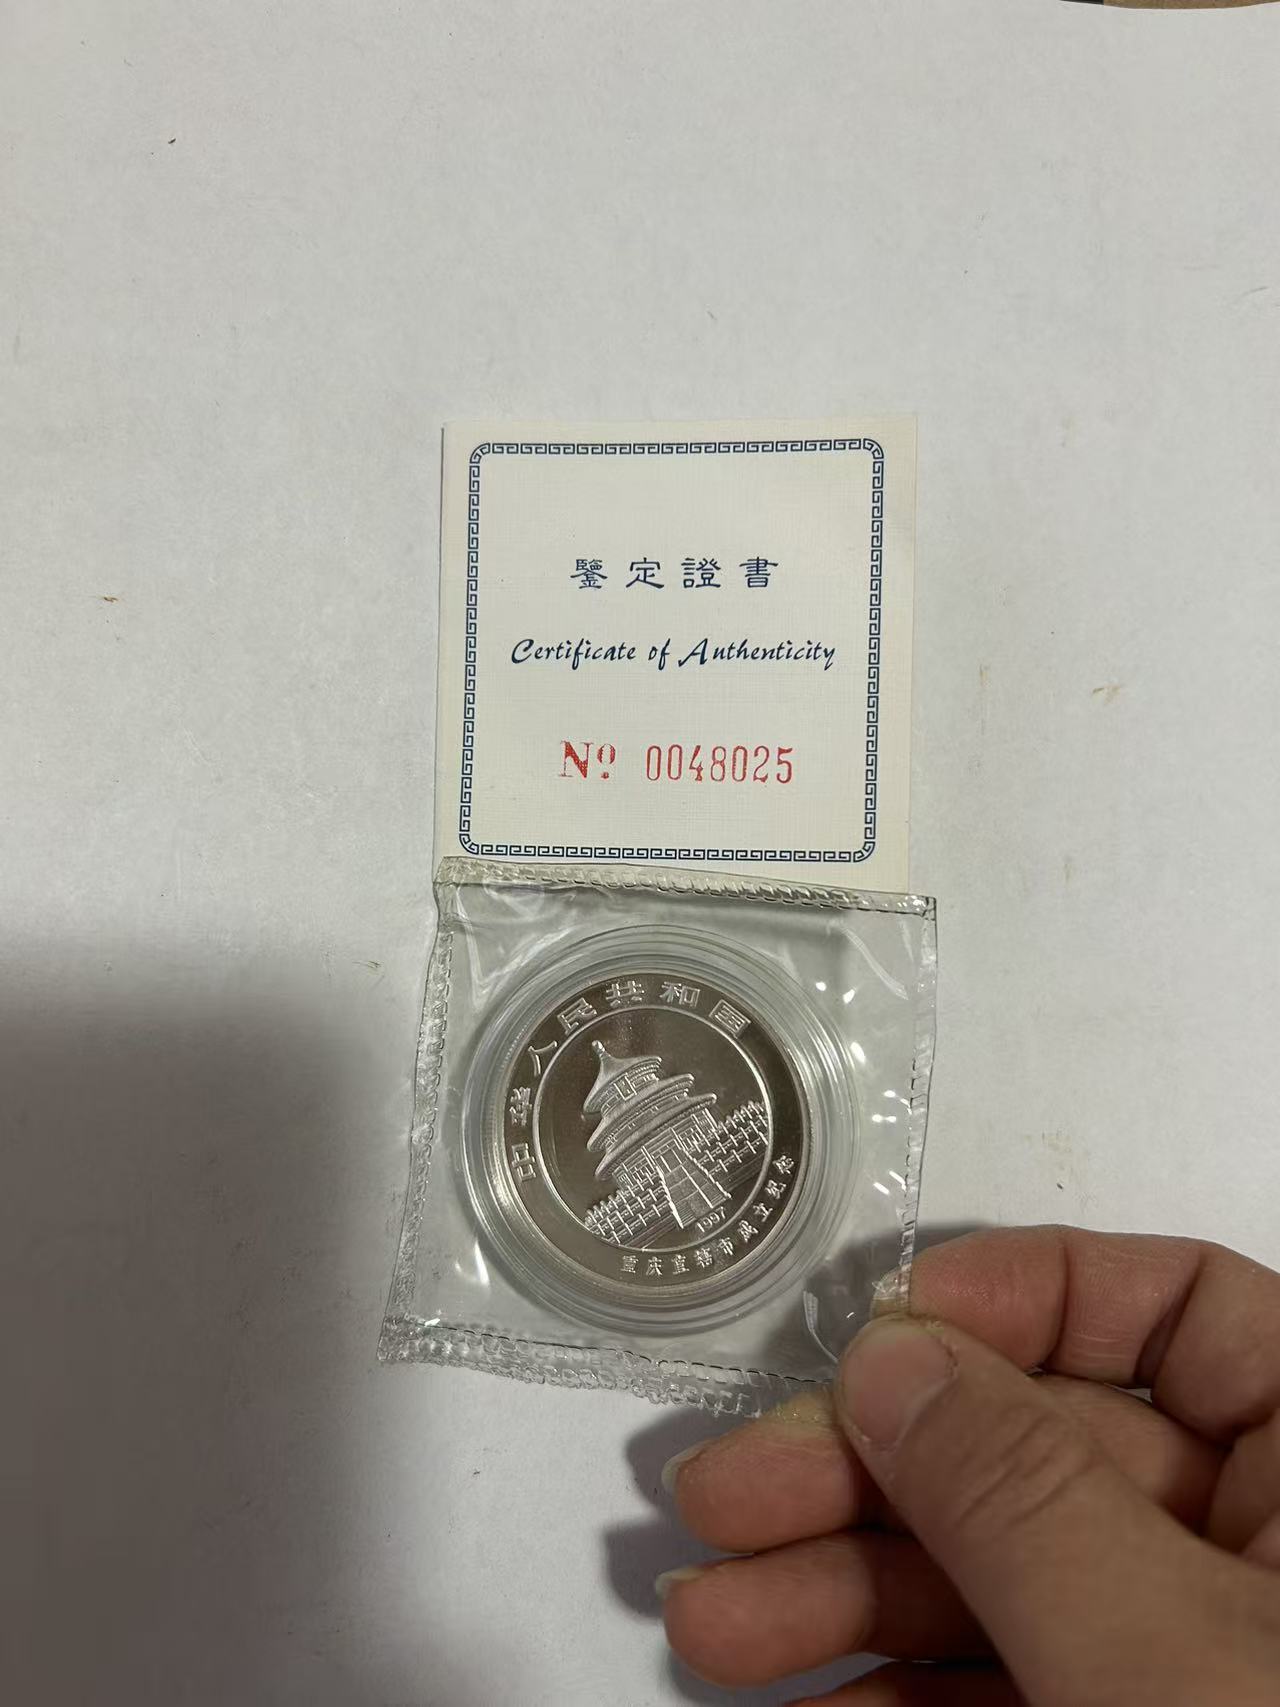 鑒定證書
Certificate of Authenticity
Nº 0048025
中华人民共和国
1997
重庆直辖市成立纪念